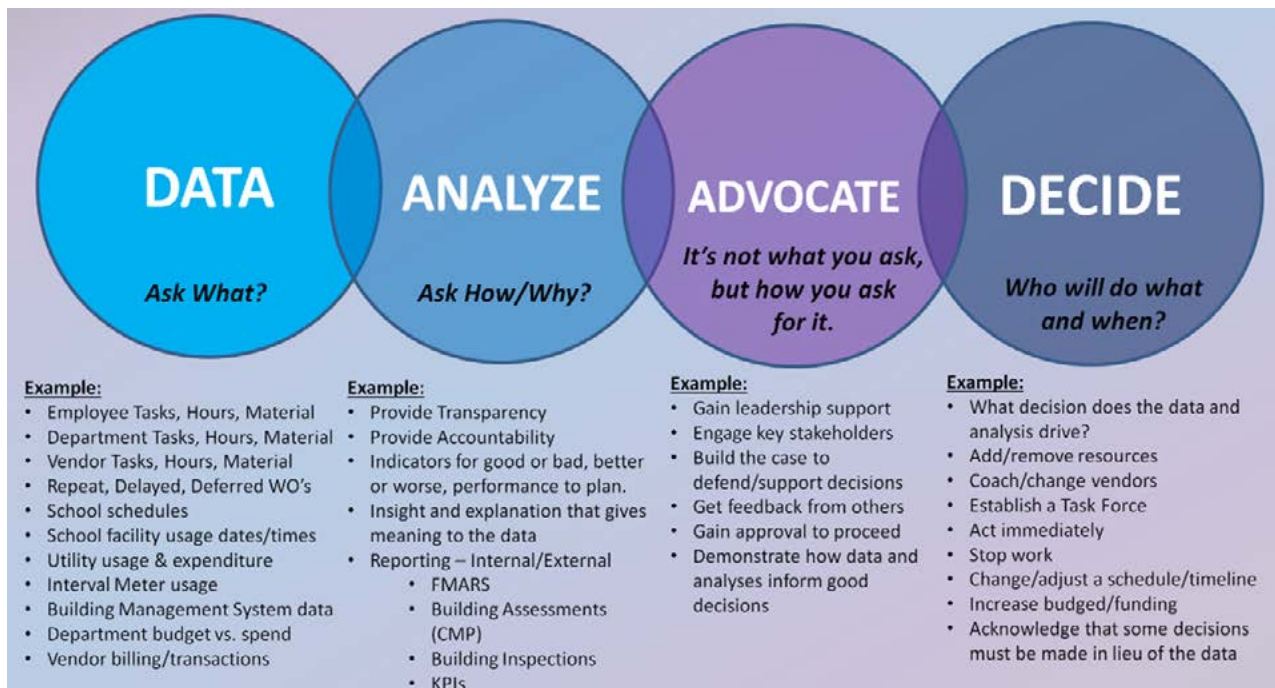 DATA
Ask What?
ANALYZE
Ask How/Why?
ADVOCATE
It's not what you ask,
but how you ask
for it.
DECIDE
Who will do what
and when?
Example:
• Employee Tasks, Hours, Material
• Department Tasks, Hours, Material
• Vendor Tasks, Hours, Material
• Repeat, Delayed, Deferred WO's
• School schedules
• School facility usage dates/times
• Utility usage & expenditure
• Interval Meter usage
• Building Management System data
• Department budget vs. spend
• Vendor billing/transactions
Example:
• Provide Transparency
• Provide Accountability
• Indicators for good or bad, better
or worse, performance to plan.
• Insight and explanation that gives
meaning to the data
• Reporting – Internal/External
• FMARS
• Building Assessments
(CMP)
• Building Inspections
• KPIs
Example:
• Gain leadership support
• Engage key stakeholders
• Build the case to
defend/support decisions
• Get feedback from others
• Gain approval to proceed
• Demonstrate how data and
analyses inform good
decisions
Example:
• What decision does the data and
analysis drive?
• Add/remove resources
• Coach/change vendors
• Establish a Task Force
• Act immediately
• Stop work
• Change/adjust a schedule/timeline
• Increase budged/funding
• Acknowledge that some decisions
must be made in lieu of the data